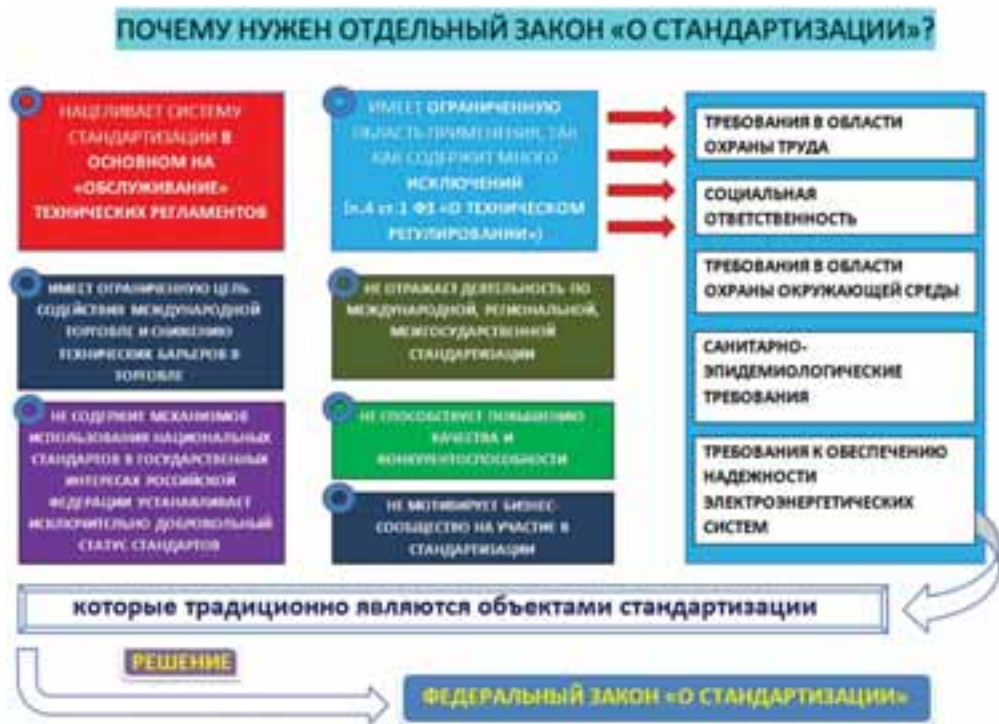 ПОЧЕМУ НУЖЕН ОТДЕЛЬНЫЙ ЗАКОН «О СТАНДАРТИЗАЦИИ»?
НАЦЕЛИВАЕТ СИСТЕМУ
СТАНДАРТИЗАЦИИ В
ОСНОВНОМ НА
«ОБСЛУЖИВАНИЕ»
ТЕХНИЧЕСКИХ РЕГЛАМЕНТОВ
ИМЕЕТ ОГРАНИЧЕННУЮ ЦЕЛЬ
СОДЕЙСТВИЯ МЕЖДУНАРОДНОЙ
ТОРГОВЛЕ И СНИЖЕНИЮ
ТЕХНИЧЕСКИХ БАРЬЕРОВ В
ТОРГОВЛЕ
НЕ СОДЕРЖИТ МЕХАНИЗМОВ
ИСПОЛЬЗОВАНИЯ НАЦИОНАЛЬНЫХ
СТАНДАРТОВ В ГОСУДАРСТВЕННЫХ
ИНТЕРЕСАХ РОССИЙСКОЙ
ФЕДЕРАЦИИ УСТАНАВЛИВАЕТ
ИСКЛЮЧИТЕЛЬНО ДОБРОВОЛЬНЫЙ
СТАТУС СТАНДАРТОВ
ИМЕЕТ ОГРАНИЧЕННУЮ
ОБЛАСТЬ ПРИМЕНЕНИЯ, ТАК
КАК СОДЕРЖИТ МНОГО
ИСКЛЮЧЕНИЙ
(п.4 ст 1 ФЗ «О ТЕХНИЧЕСКОМ
РЕГУЛИРОВАНИИ»)
НЕ ОТРАЖАЕТ ДЕЯТЕЛЬНОСТЬ ПО
МЕЖДУНАРОДНОЙ, РЕГИОНАЛЬНОЙ,
МЕЖГОСУДАРСТВЕННОЙ
СТАНДАРТИЗАЦИИ
НЕ СПОСОБСТВУЕТ ПОВЫШЕНИЮ
КАЧЕСТВА И
КОНКУРЕНТОСПОСОБНОСТИ
НЕ МОТИВИРУЕТ БИЗНЕС-
СООБЩЕСТВО НА УЧАСТИЕ В
СТАНДАРТИЗАЦИИ
ТРЕБОВАНИЯ В ОБЛАСТИ
ОХРАНЫ ТРУДА
СОЦИАЛЬНАЯ
ОТВЕТСТВЕННОСТЬ
ТРЕБОВАНИЯ В ОБЛАСТИ
ОХРАНЫ ОКРУЖАЮЩЕЙ СРЕДЫ
САНИТАРНО-
ЭПИДЕМИОЛОГИЧЕСКИЕ
ТРЕБОВАНИЯ
ТРЕБОВАНИЯ К ОБЕСПЕЧЕНИЮ
НАДЕЖНОСТИ
ЭЛЕКТРОЭНЕРГЕТИЧЕСКИХ
СИСТЕМ
которые традиционно являются объектами стандартизации
РЕШЕНИЕ
ФЕДЕРАЛЬНЫЙ ЗАКОН «О СТАНДАРТИЗАЦИИ»